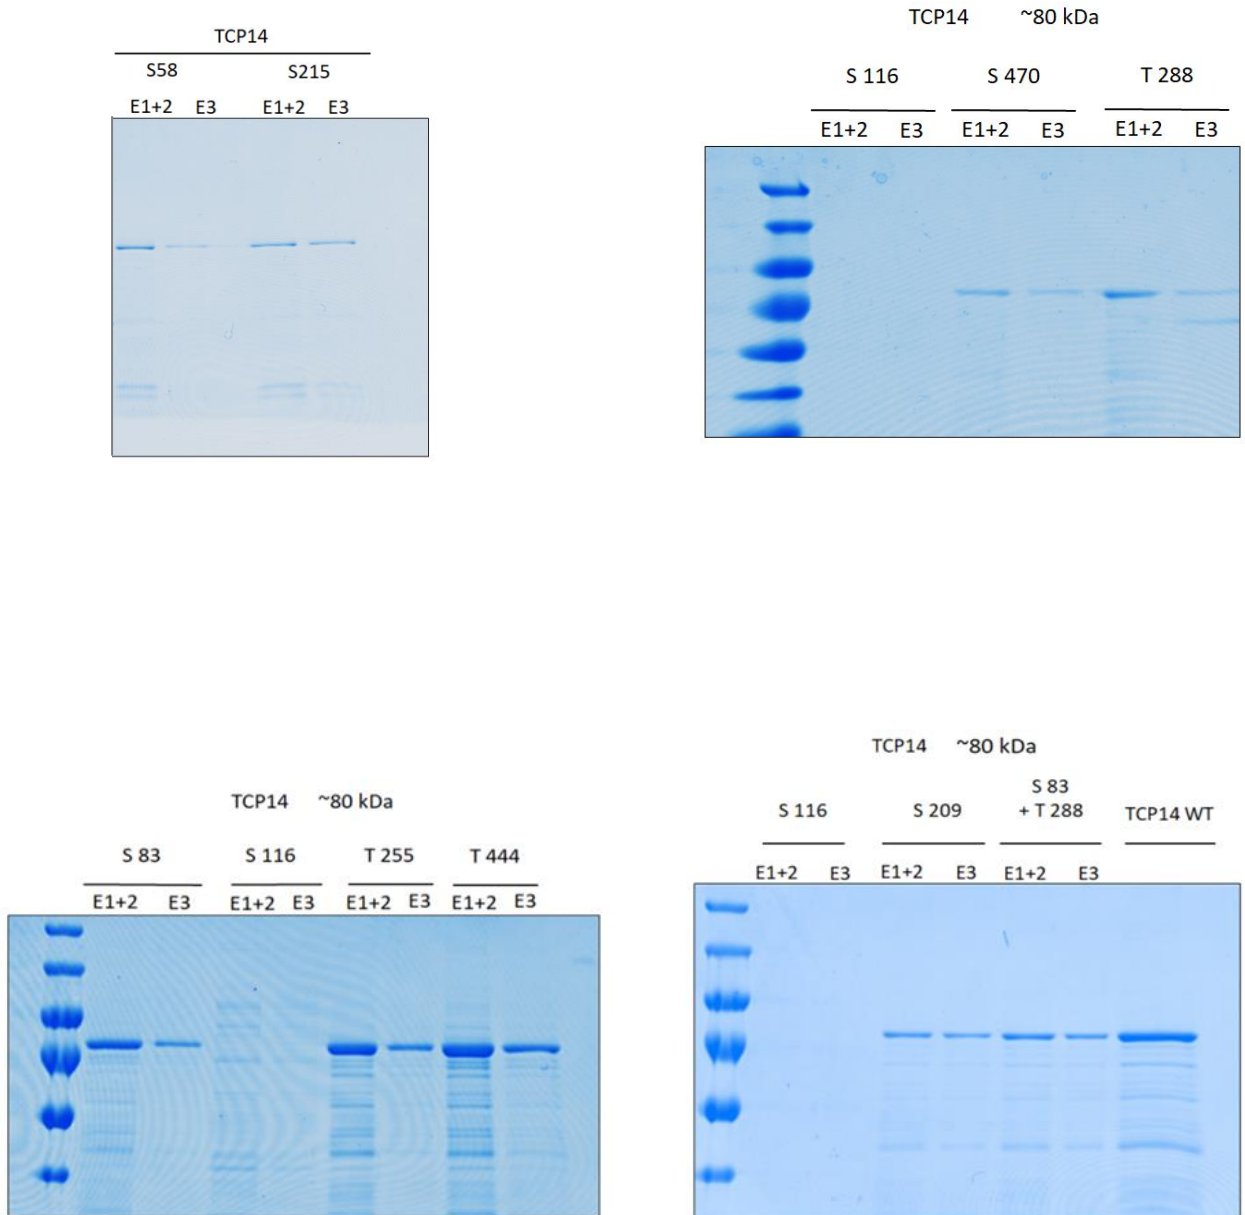 TCP14
S58 S215
E1+2 E3 E1+2 E3
TCP14 ~80 kDa
S 116 S 470 T 288
E1+2 E3 E1+2 E3 E1+2 E3
TCP14 ~80 kDa
S 83 S 116 T 255 T 444
E1+2 E3 E1+2 E3 E1+2 E3 E1+2 E3
TCP14 ~80 kDa
S 83
S 116 S 209 + T 288 TCP14 WT
E1+2 E3 E1+2 E3 E1+2 E3